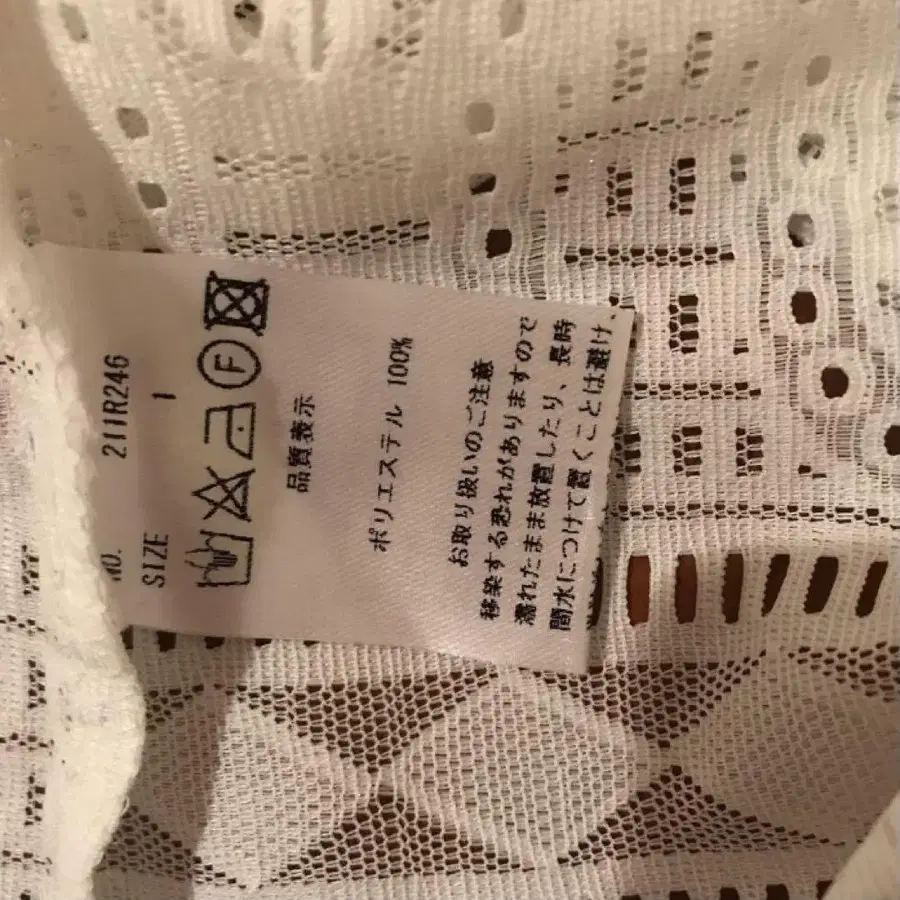 NO. 211R246
SIZE 1
F
品質表示
ポリエステル 100%
お取り扱いのご注意
移染する恐れがありますので
濡れたまま放置したり、長時
間水につけて置くことは避け、